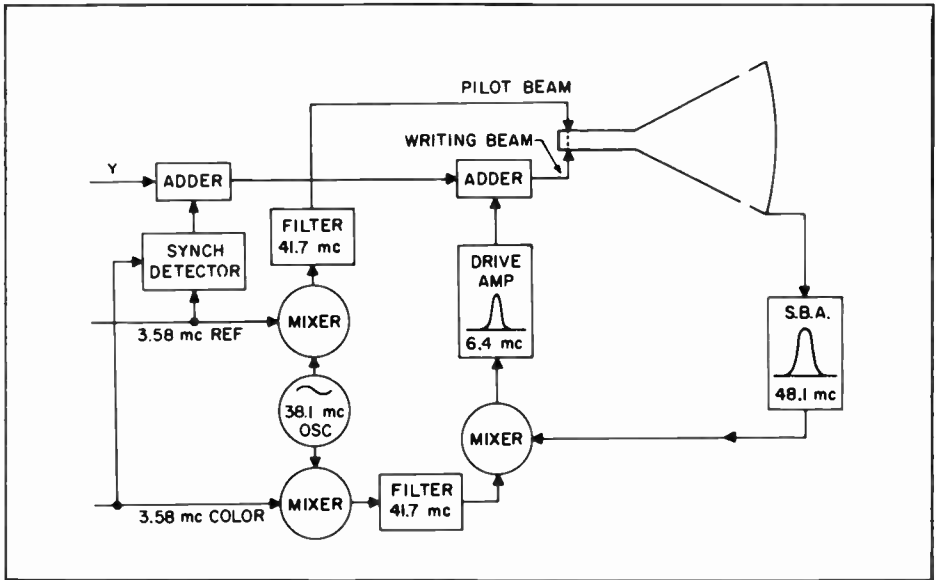 PILOT BEAM
WRITING BEAM
Y
ADDER
ADDER
FILTER
41.7 mc
SYNCH
DETECTOR
DRIVE
AMP
6.4 mc
S.B.A.
48.1 mc
MIXER
3.58 mc REF
38.1 mc
OSC
MIXER
MIXER
3.58 mc COLOR
FILTER
41.7 mc